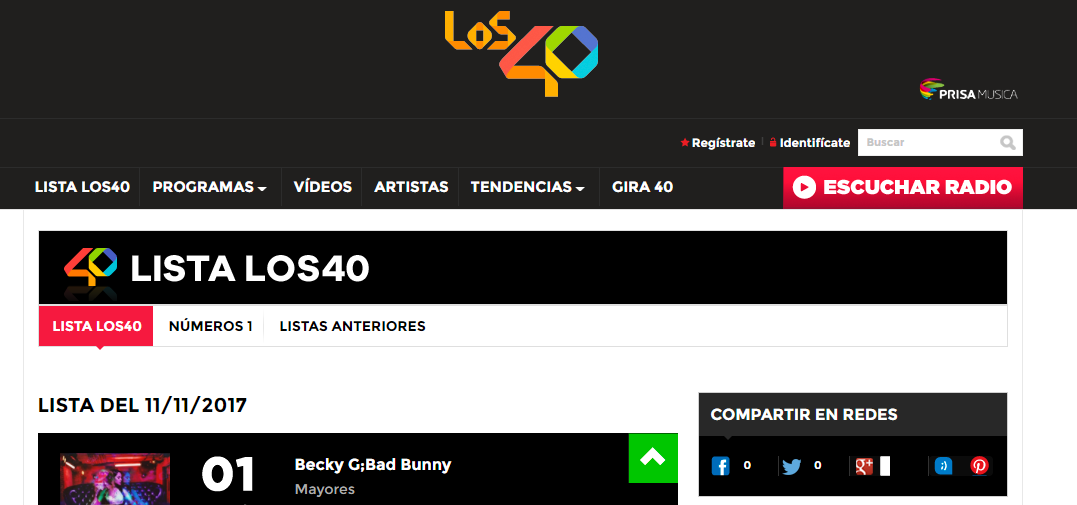 LOS 40
PRISA MUSICA
Regístrate Identifícate Buscar
LISTA LOS40 PROGRAMAS VÍDEOS ARTISTAS TENDENCIAS GIRA 40 ESCUCHAR RADIO
40 LISTA LOS40
LISTA LOS40 NÚMEROS 1 LISTAS ANTERIORES
LISTA DEL 11/11/2017
COMPARTIR EN REDES
01 Becky G;Bad Bunny
Mayores
f 0 0 g+